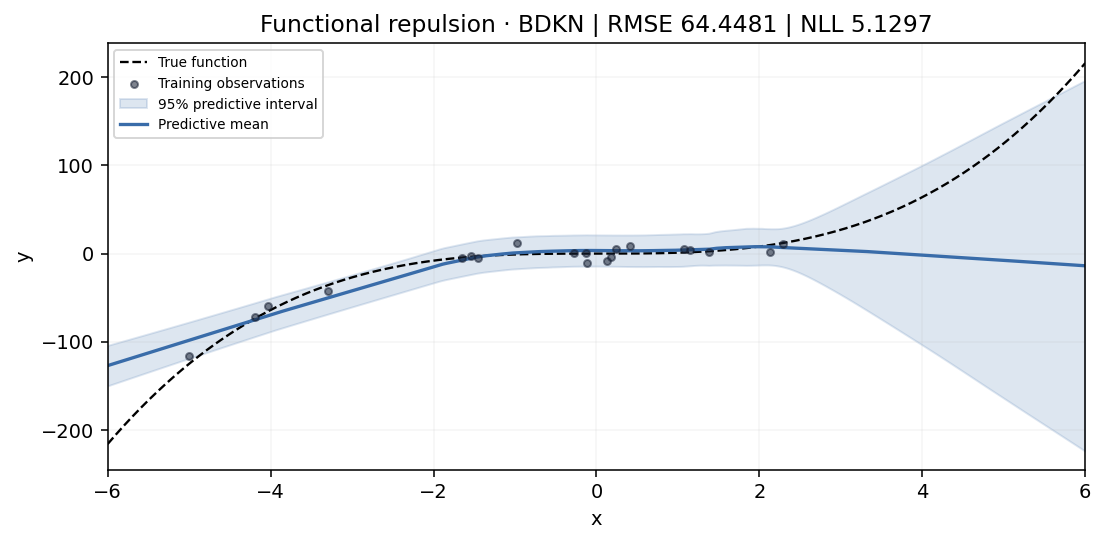 Functional repulsion · BDKN | RMSE 64.4481 | NLL 5.1297
True function
Training observations
95% predictive interval
Predictive mean
200
100
0
−100
−200
y
−6 −4 −2 0 2 4 6
x